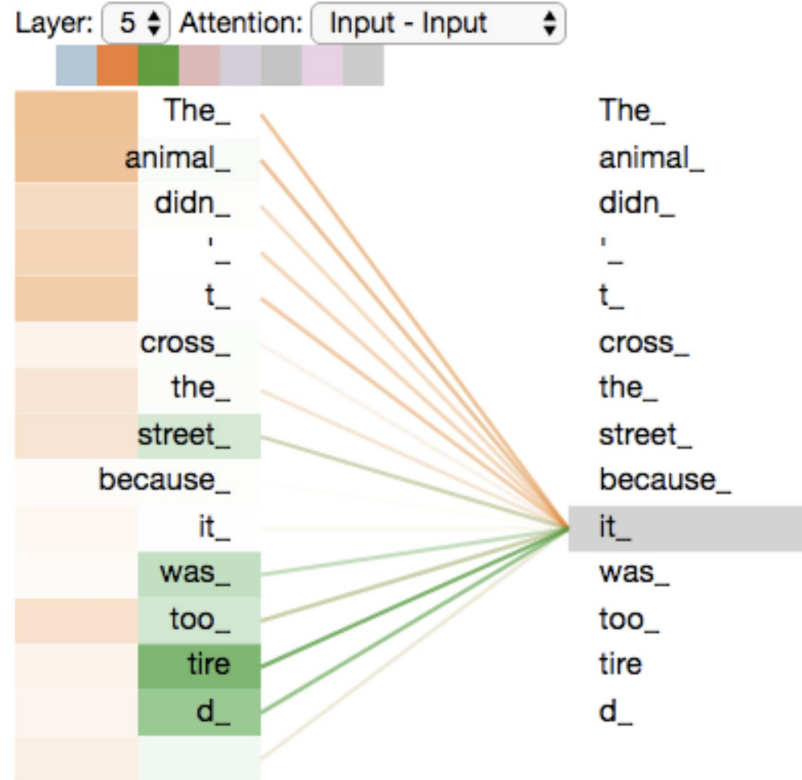 Layer: 5 Attention: Input - Input
The_ The_
animal_ animal_
didn_ didn_
'_ '_
t_ t_
cross_ cross_
the_ the_
street_ street_
because_ because_
it_ it_
was_ was_
too_ too_
tire tire
d_ d_